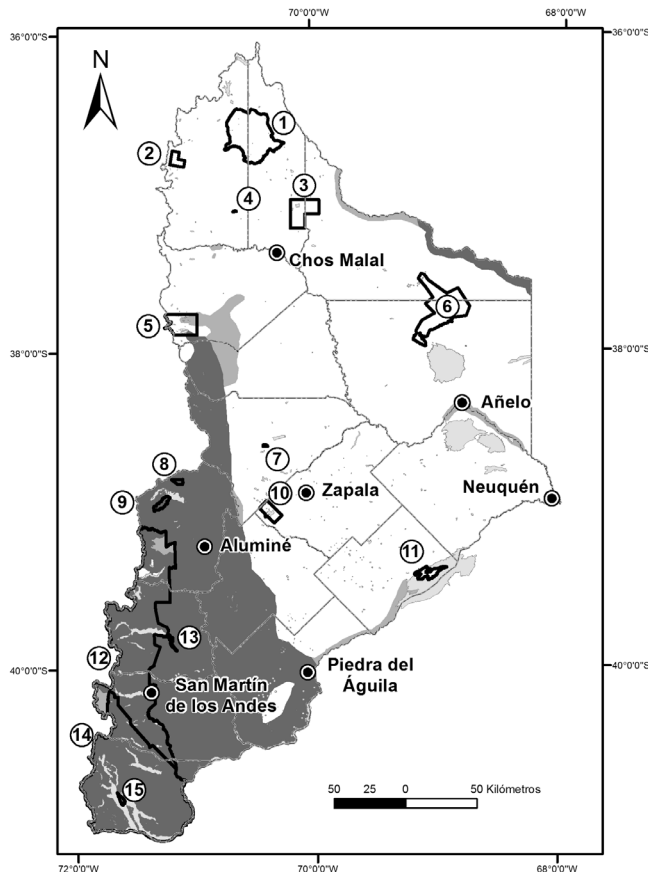 70°0'0"W 68°0'0"W
36°0'0"S 36°0'0"S
N
1
2
3
4
Chos Malal
5
6
38°0'0"S 38°0'0"S
Añelo
7
8
Zapala
Neuquén
9
10
Aluminé
11
12
13
40°0'0"S 40°0'0"S
Piedra del
Águila
San Martín
de los Andes
14
15
50 25 0 50 Kilómetros
72°0'0"W 70°0'0"W 68°0'0"W